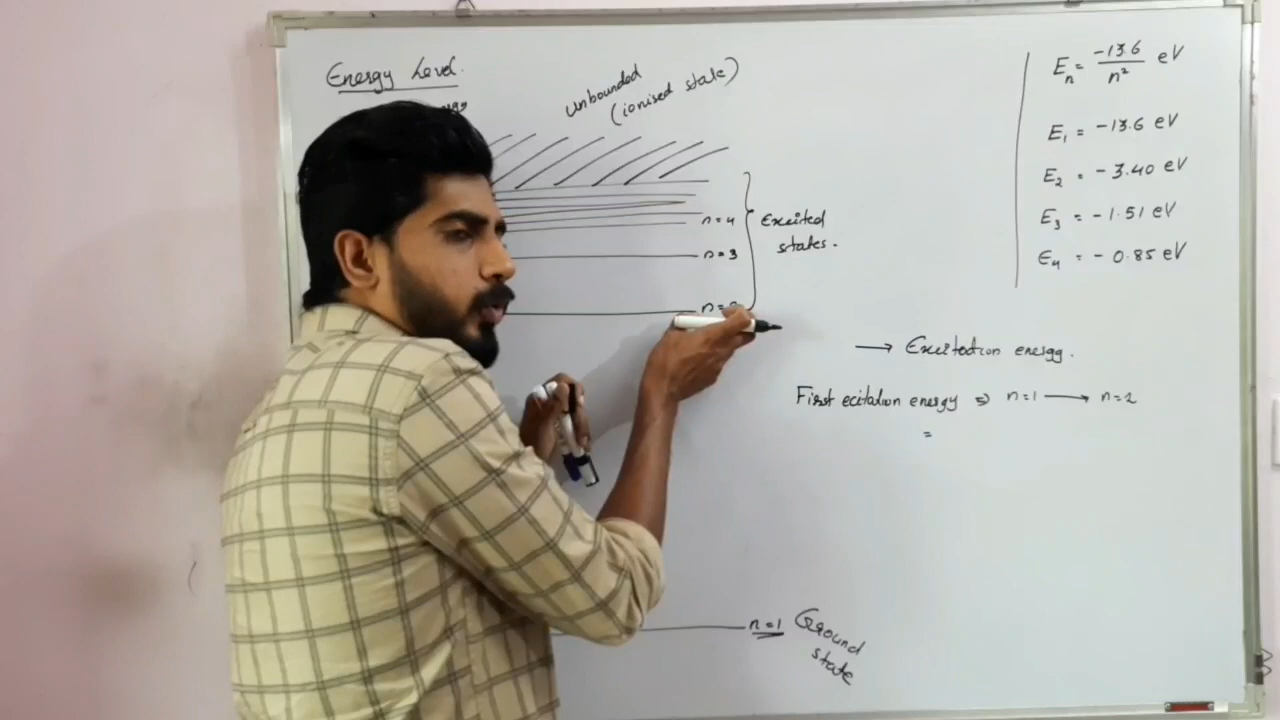 Energy Level.
unbounded
(ionised state)
n=4
n=3
Excited
states.
n=1
Ground
state
Eₙ = -13.6/n² eV
E₁ = -13.6 eV
E₂ = -3.40 eV
E₃ = -1.51 eV
E₄ = -0.85 eV
→ Excitation energy.
First ecitation energy ⇒ n=1 → n=2
=